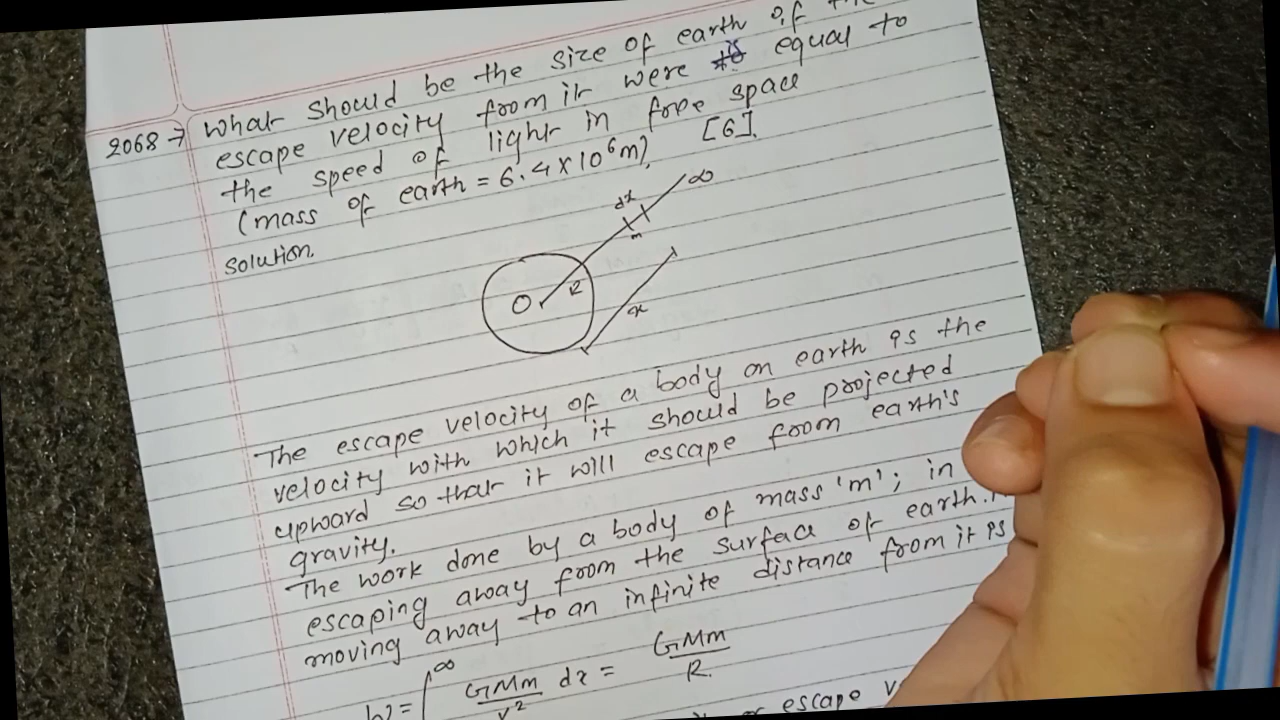 2068 → What should be the size of earth if the
escape velocity from it were is equal to
the speed of light in free space
(mass of earth = 6.4 x 10⁶m). [6].
solution.
∞
dx
m
O R
x
The escape velocity of a body on earth is the
velocity with which it should be projected
upward so that it will escape from earth's
gravity.
The work done by a body of mass 'm'; in
escaping away from the surface of earth.
moving away to an infinite distance from it is
W = ∫^∞ GMm/x² dx = GMm/R.
escape